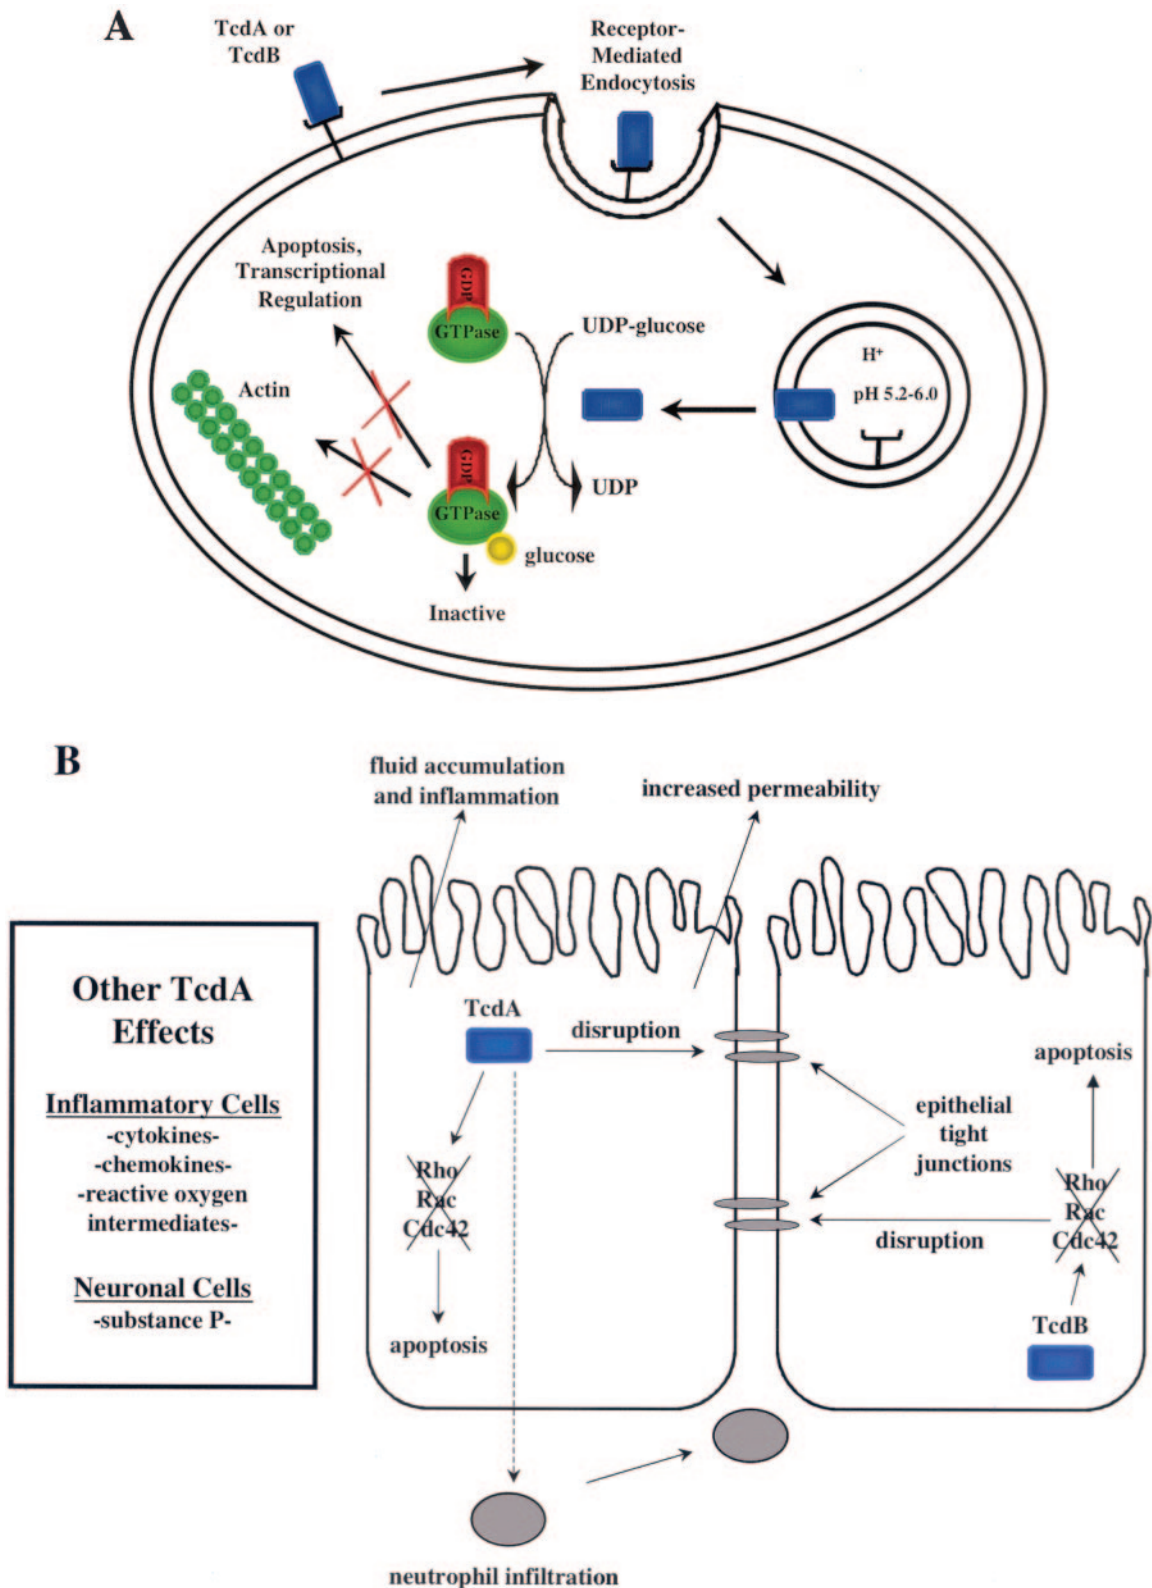 A
TcdA or
TcdB
Receptor-
Mediated
Endocytosis
Apoptosis,
Transcriptional
Regulation
GDP
GTPase
UDP-glucose
H+
pH 5.2-6.0
Actin
GDP
GTPase
UDP
glucose
Inactive
B
fluid accumulation
and inflammation
increased permeability
Other TcdA
Effects
Inflammatory Cells
-cytokines-
-chemokines-
-reactive oxygen
intermediates-
Neuronal Cells
-substance P-
TcdA
disruption
Rho
Rac
Cdc42
apoptosis
neutrophil infiltration
epithelial
tight
junctions
apoptosis
Rho
Rac
Cdc42
disruption
TcdB